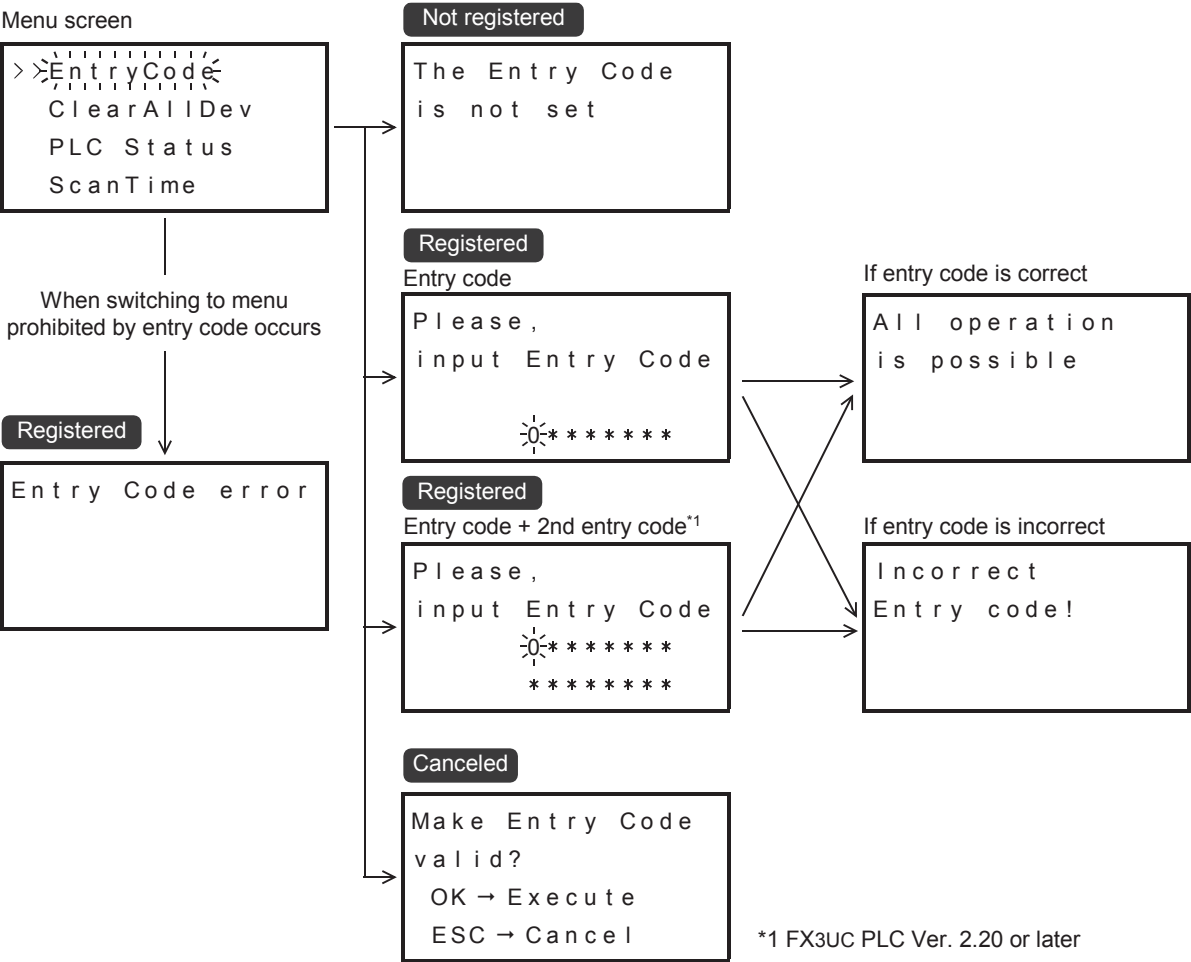 Menu screen
>>EntryCode
ClearAllDev
PLC Status
ScanTime
When switching to menu
prohibited by entry code occurs
Registered
Entry Code error
Not registered
The Entry Code
is not set
Registered
Entry code
Please,
input Entry Code
0*******
Registered
Entry code + 2nd entry code*1
Please,
input Entry Code
0*******
********
Canceled
Make Entry Code
valid?
OK → Execute
ESC → Cancel
If entry code is correct
All operation
is possible
If entry code is incorrect
Incorrect
Entry code!
*1 FX3UC PLC Ver. 2.20 or later